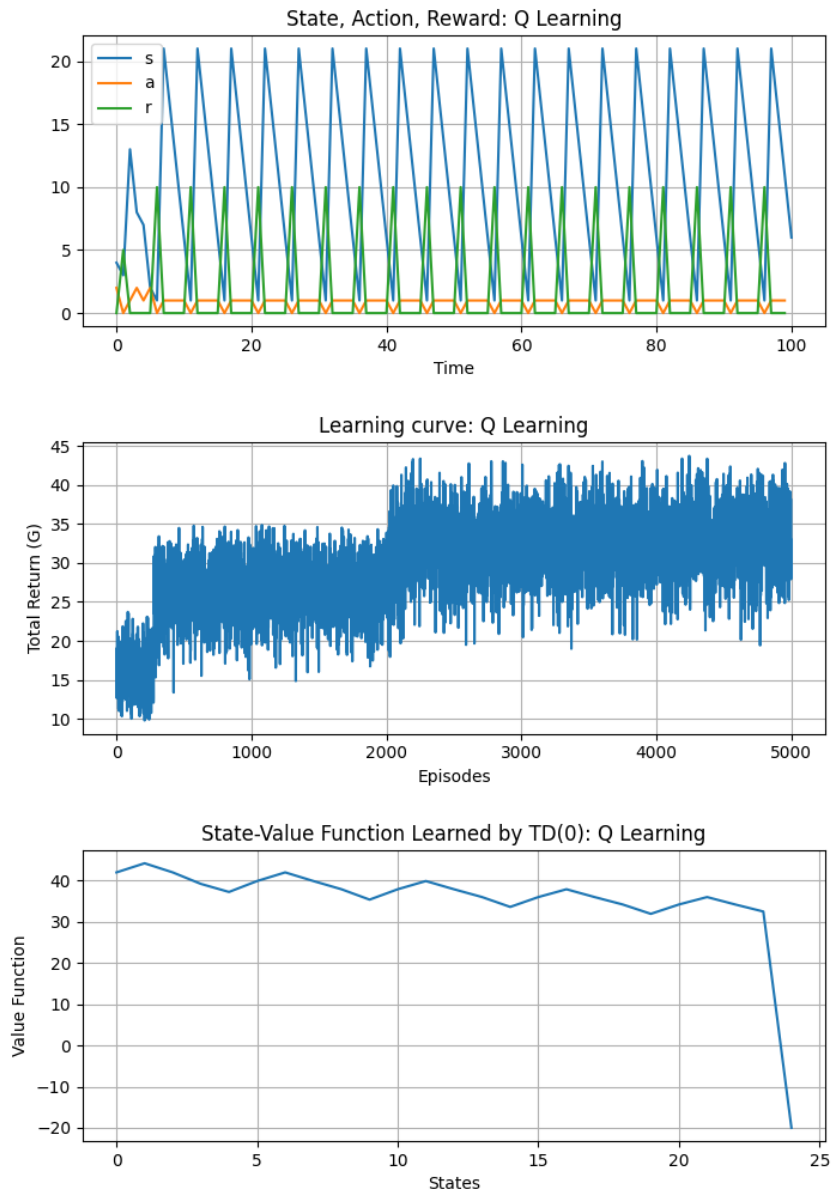 State, Action, Reward: Q Learning
s
a
r
20
15
10
5
0
0 20 40 60 80 100
Time
Learning curve: Q Learning
Total Return (G)
45
40
35
30
25
20
15
10
0 1000 2000 3000 4000 5000
Episodes
State-Value Function Learned by TD(0): Q Learning
Value Function
40
30
20
10
0
−10
−20
0 5 10 15 20 25
States